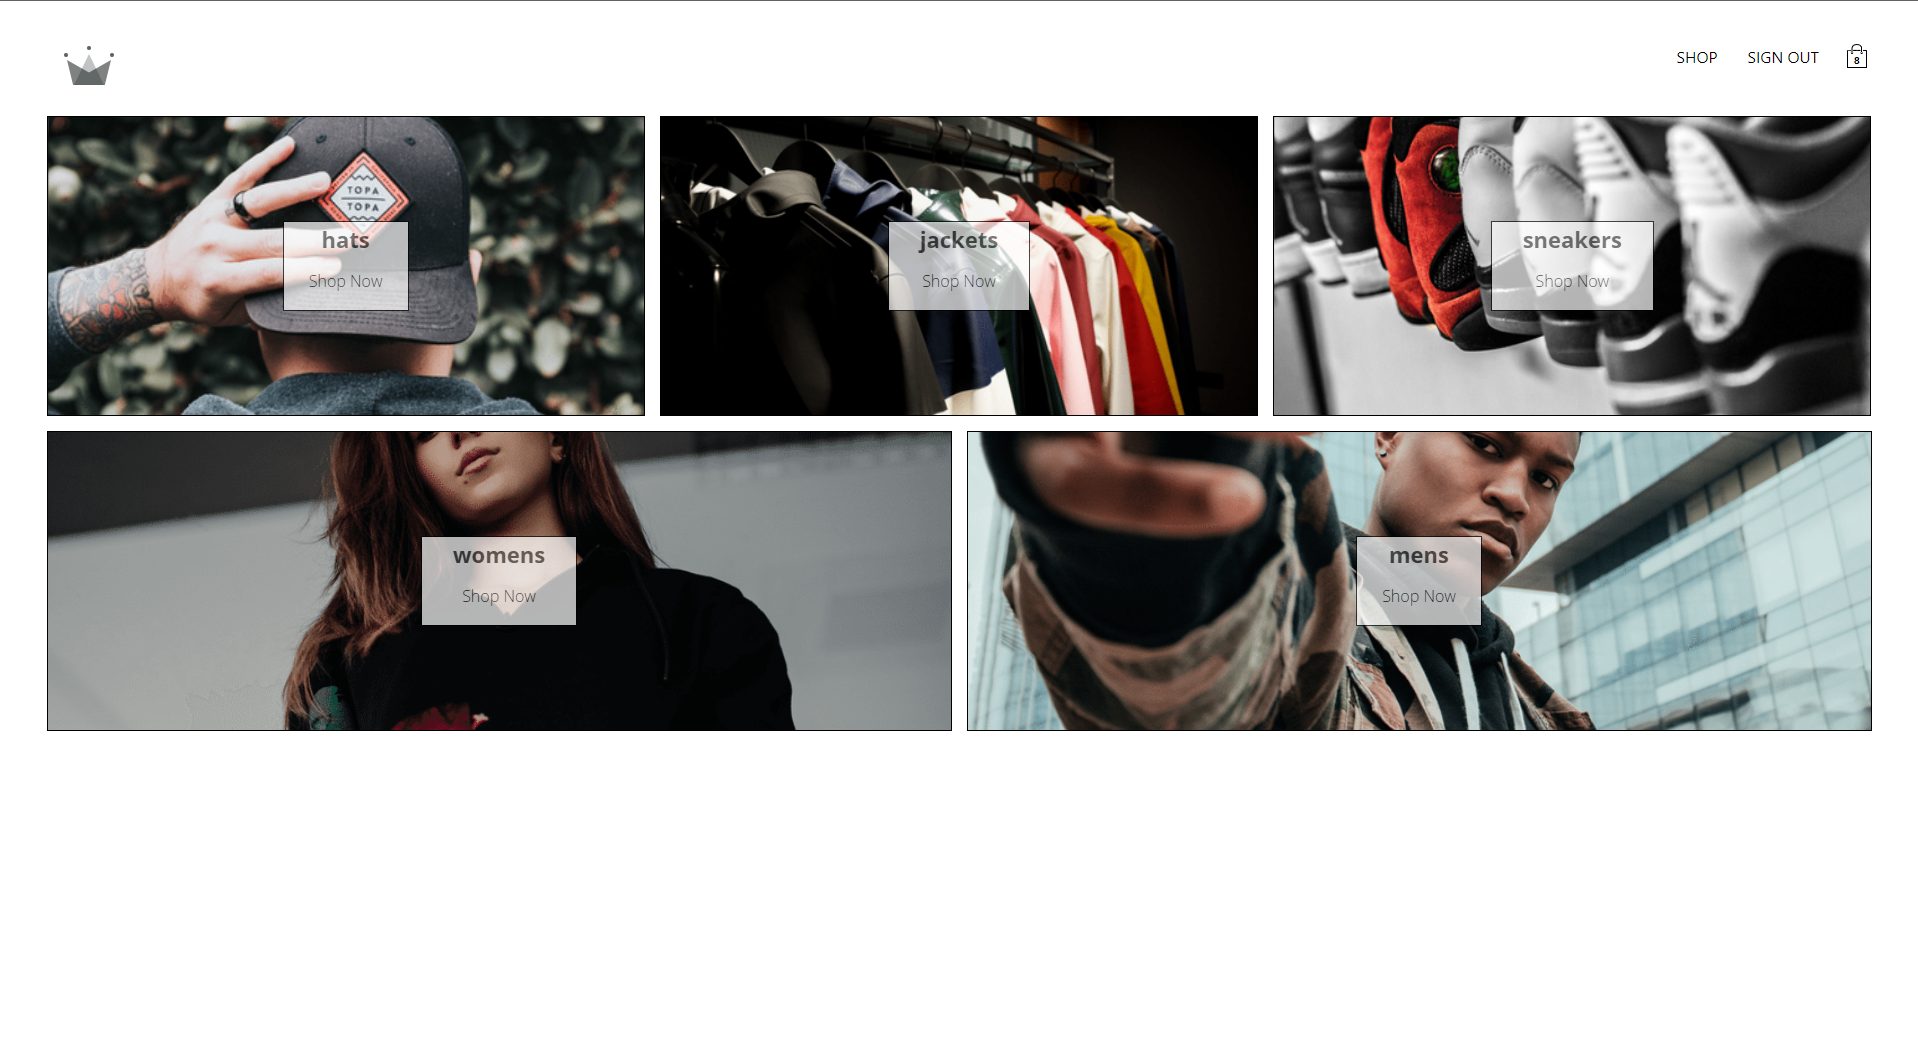 SHOP
SIGN OUT
8
TOPA
TOPA
hats
Shop Now
jackets
Shop Now
sneakers
Shop Now
womens
Shop Now
mens
Shop Now